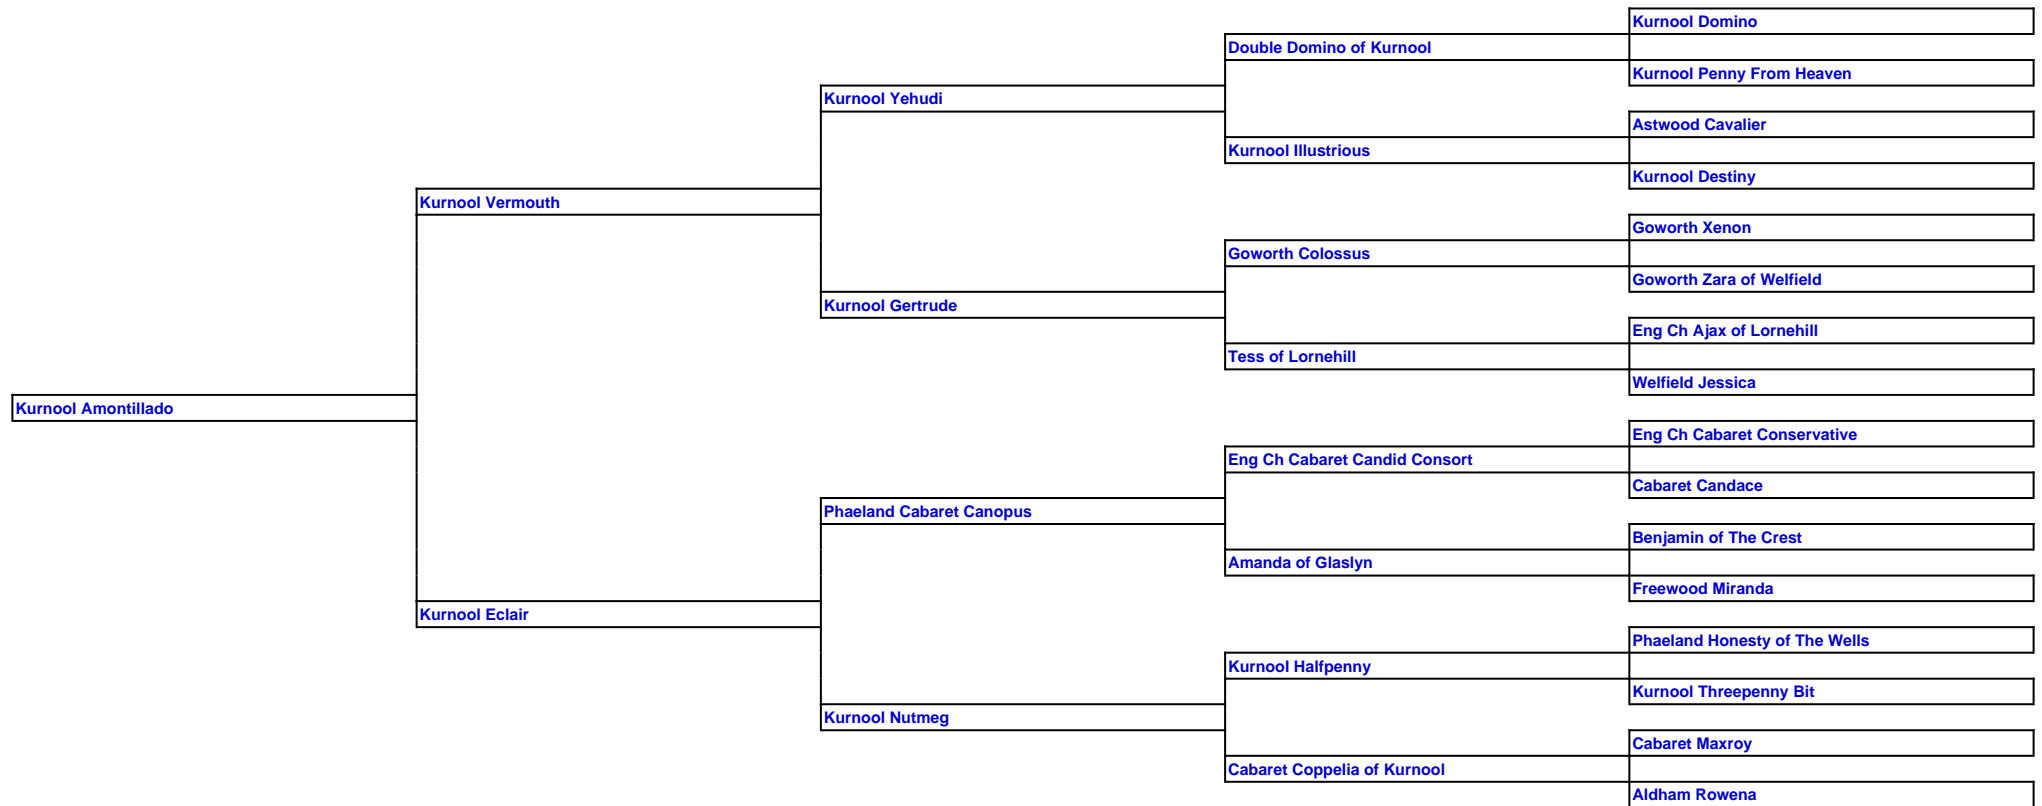 Kurnool Domino
Double Domino of Kurnool
Kurnool Penny From Heaven
Kurnool Yehudi
Astwood Cavalier
Kurnool Illustrious
Kurnool Destiny
Kurnool Vermouth
Goworth Xenon
Goworth Colossus
Goworth Zara of Welfield
Kurnool Gertrude
Eng Ch Ajax of Lornehill
Tess of Lornehill
Welfield Jessica
Kurnool Amontillado
Eng Ch Cabaret Conservative
Eng Ch Cabaret Candid Consort
Cabaret Candace
Phaeland Cabaret Canopus
Benjamin of The Crest
Amanda of Glaslyn
Freewood Miranda
Kurnool Eclair
Phaeland Honesty of The Wells
Kurnool Halfpenny
Kurnool Threepenny Bit
Kurnool Nutmeg
Cabaret Maxroy
Cabaret Coppelia of Kurnool
Aldham Rowena